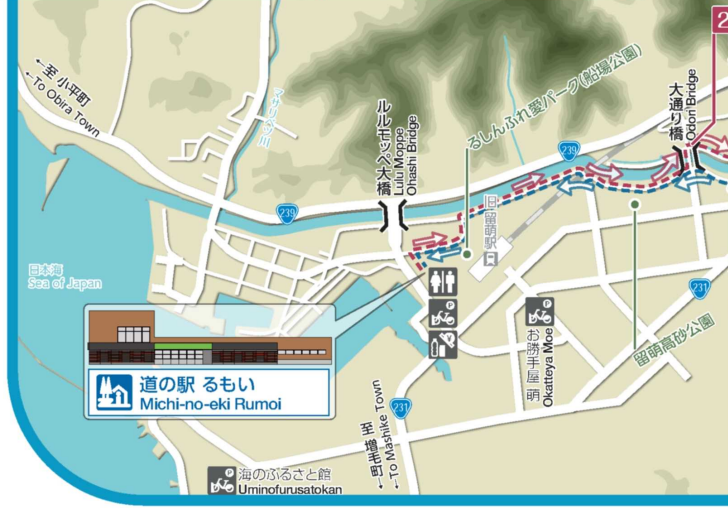 ←至 小平町
←To Obira Town
マサリベツ川
ルルモッペ大橋
Lulu Moppe
Ohashi Bridge
るしんふれ愛パーク(船場公園)
大通り橋
Odori Bridge
2
239
239
旧 留萌駅
日本海
Sea of Japan
231
道の駅 るもい
Michi-no-eki Rumoi
P
P
お勝手屋 萌
Okatteya Moe
留萌高砂公園
231
至 増毛町→
←To Mashike Town
P
海のふるさと館
Uminofurusatokan